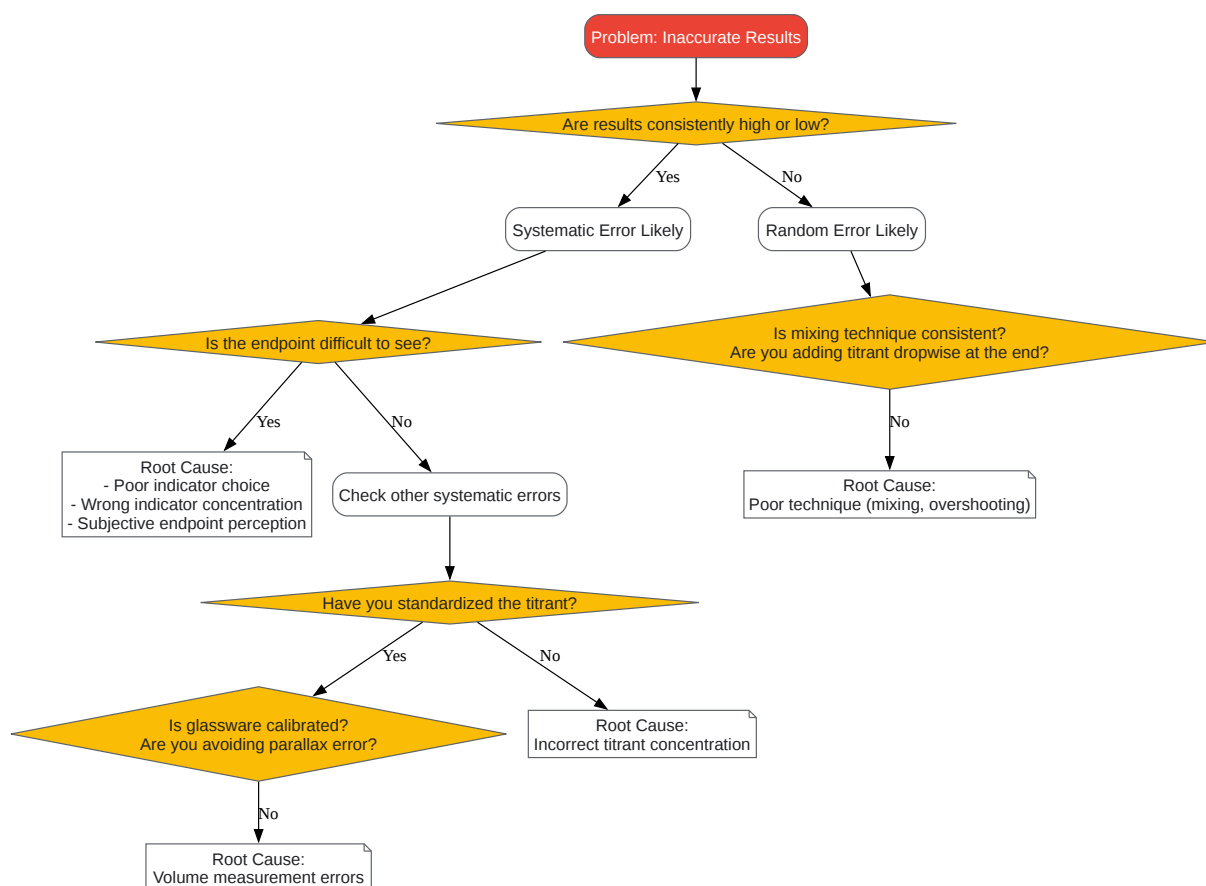 Problem: Inaccurate Results
Are results consistently high or low?
Yes
No
Systematic Error Likely
Random Error Likely
Is the endpoint difficult to see?
Is mixing technique consistent?
Are you adding titrant dropwise at the end?
Yes
No
No
Root Cause:
- Poor indicator choice
- Wrong indicator concentration
- Subjective endpoint perception
Check other systematic errors
Root Cause:
Poor technique (mixing, overshooting)
Have you standardized the titrant?
Yes
No
Is glassware calibrated?
Are you avoiding parallax error?
Root Cause:
Incorrect titrant concentration
No
Root Cause:
Volume measurement errors